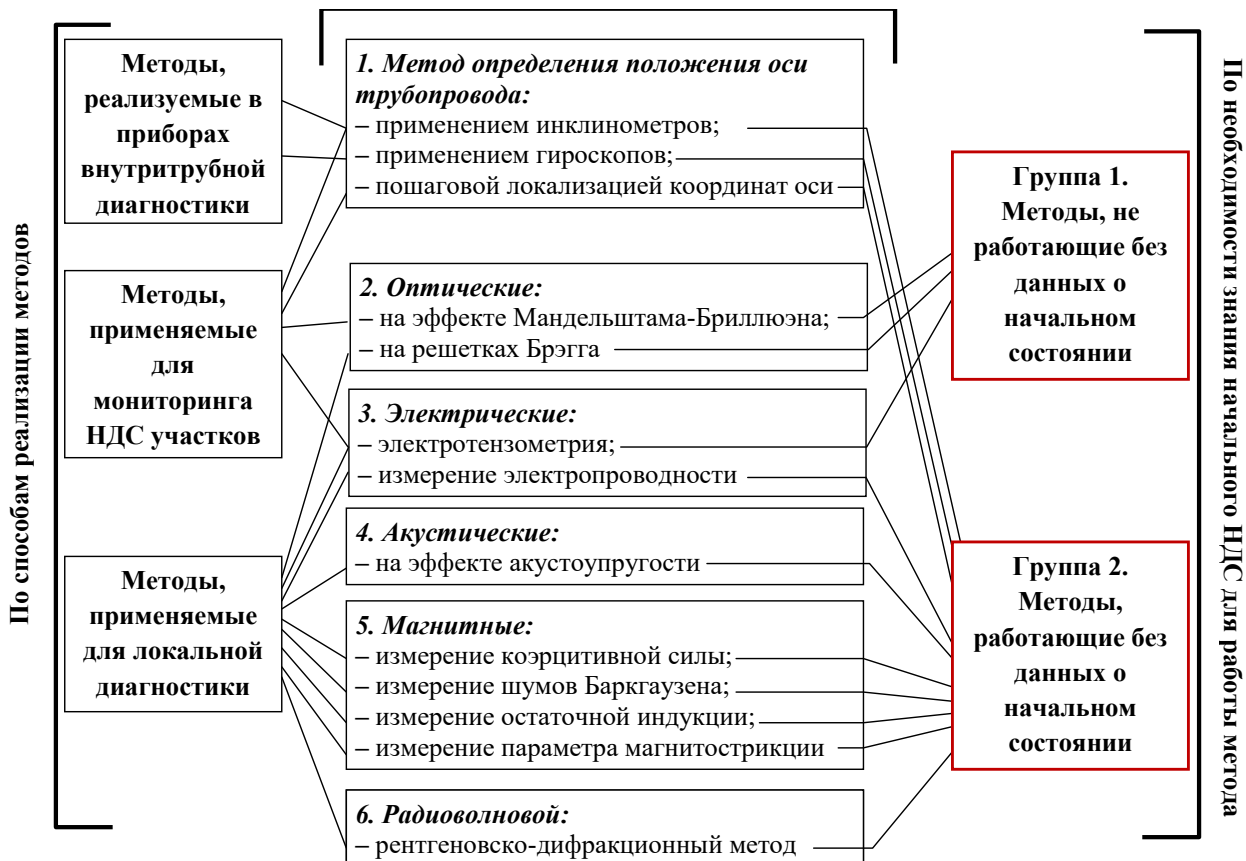 По способам реализации методов
Методы,
реализуемые в
приборах
внутритрубной
диагностики
Методы,
применяемые
для
мониторинга
НДС участков
Методы,
применяемые
для локальной
диагностики
1. Метод определения положения оси
трубопровода:
– применением инклинометров;
– применением гироскопов;
– пошаговой локализацией координат оси
2. Оптические:
– на эффекте Мандельштама-Бриллюэна;
– на решетках Брэгга
3. Электрические:
– электротензометрия;
– измерение электропроводности
4. Акустические:
– на эффекте акустоупругости
5. Магнитные:
– измерение коэрцитивной силы;
– измерение шумов Баркгаузена;
– измерение остаточной индукции;
– измерение параметра магнитострикции
6. Радиоволновой:
– рентгеновско-дифракционный метод
Группа 1.
Методы, не
работающие без
данных о
начальном
состоянии
Группа 2.
Методы,
работающие без
данных о
начальном
состоянии
По необходимости знания начального НДС для работы метода